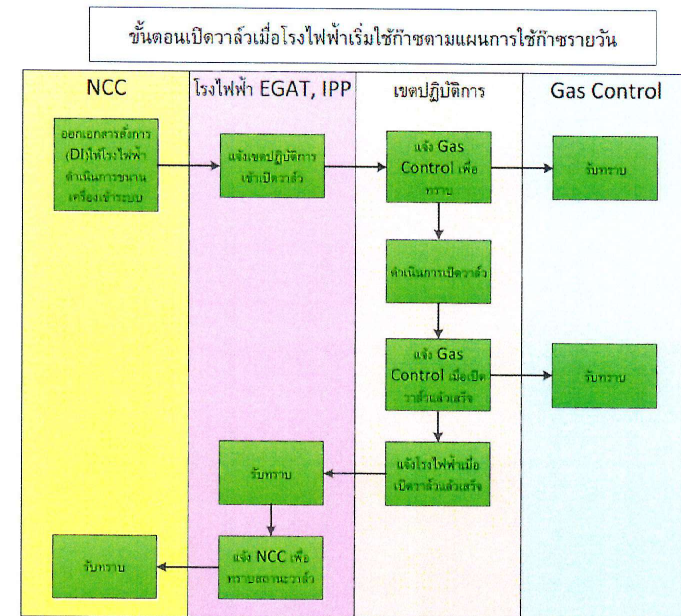 ขั้นตอนเปิดวาล์วเมื่อโรงไฟฟ้าเริ่มใช้ก๊าซตามแผนการใช้ก๊าซรายวัน
NCC
โรงไฟฟ้า EGAT, IPP
เขตปฏิบัติการ
Gas Control
ออกเอกสารสั่งการ
(DI)ให้โรงไฟฟ้า
ดำเนินการขนาน
เครื่องเข้าระบบ
แจ้งเขตปฏิบัติการ
เข้าเปิดวาล์ว
แจ้ง Gas
Control เพื่อ
ทราบ
รับทราบ
ดำเนินการเปิดวาล์ว
แจ้ง Gas
Control เมื่อเปิด
วาล์วแล้วเสร็จ
รับทราบ
แจ้งโรงไฟฟ้าเมื่อ
เปิดวาล์วแล้วเสร็จ
รับทราบ
แจ้ง NCC เพื่อ
ทราบสถานะวาล์ว
รับทราบ